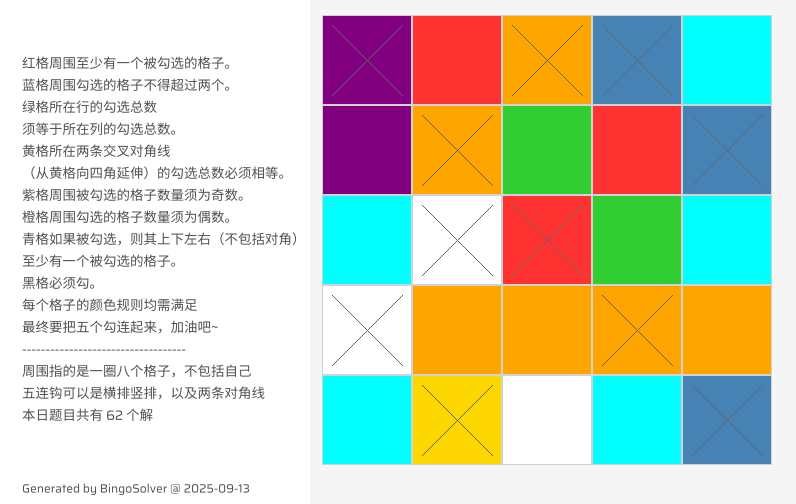 红格周围至少有一个被勾选的格子。
蓝格周围勾选的格子不得超过两个。
绿格所在行的勾选总数
须等于所在列的勾选总数。
黄格所在两条交叉对角线
（从黄格向四角延伸）的勾选总数必须相等。
紫格周围被勾选的格子数量须为奇数。
橙格周围勾选的格子数量须为偶数。
青格如果被勾选，则其上下左右（不包括对角）
至少有一个被勾选的格子。
黑格必须勾。
每个格子的颜色规则均需满足
最终要把五个勾连起来，加油吧~
----------------------------------
周围指的是一圈八个格子，不包括自己
五连钩可以是横排竖排，以及两条对角线
本日题目共有 62 个解
Generated by BingoSolver @ 2025-09-13